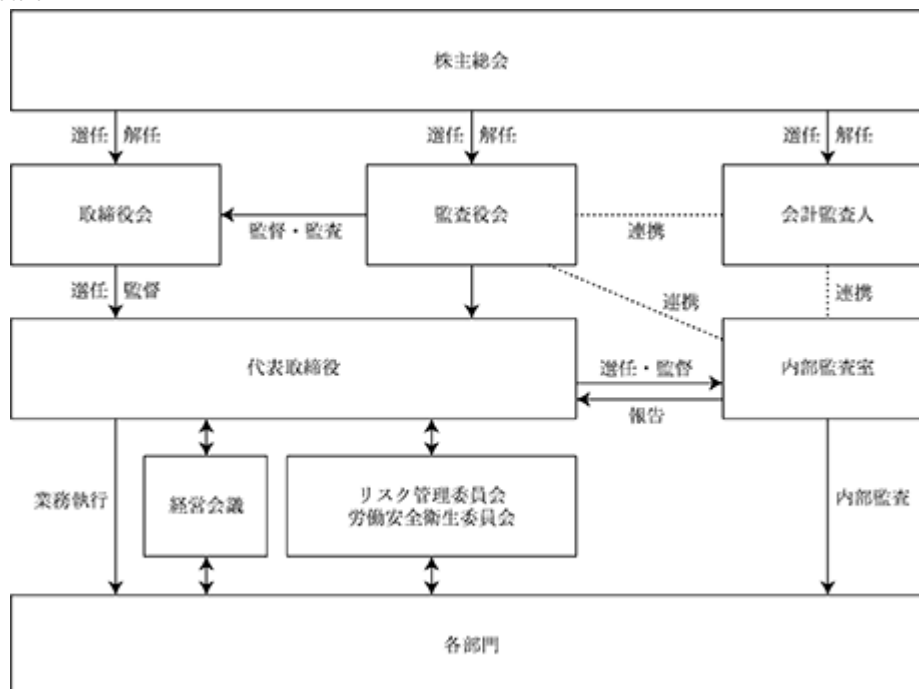 株主総会
選任 解任
選任 解任
選任 解任
取締役会
監査役会
会計監査人
監督・監査
連携
選任 監督
連携
連携
代表取締役
選任・監督
内部監査室
報告
業務執行
経営会議
リスク管理委員会
労働安全衛生委員会
内部監査
各部門